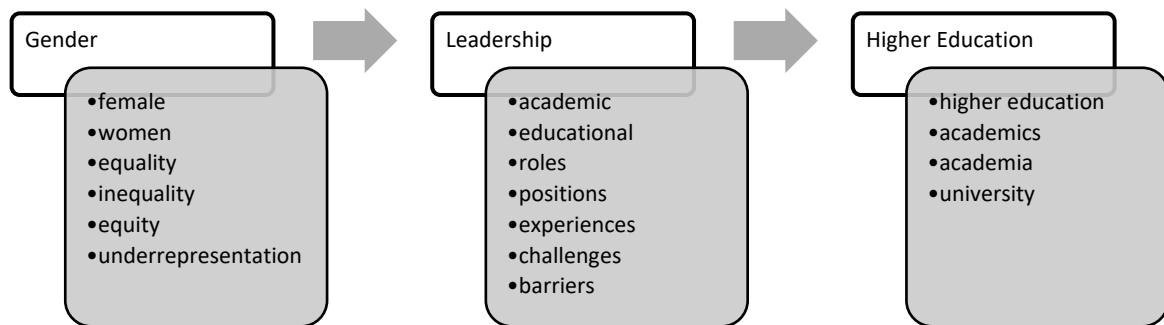 Gender
•female
•women
•equality
•inequality
•equity
•underrepresentation
Leadership
•academic
•educational
•roles
•positions
•experiences
•challenges
•barriers
Higher Education
•higher education
•academics
•academia
•university